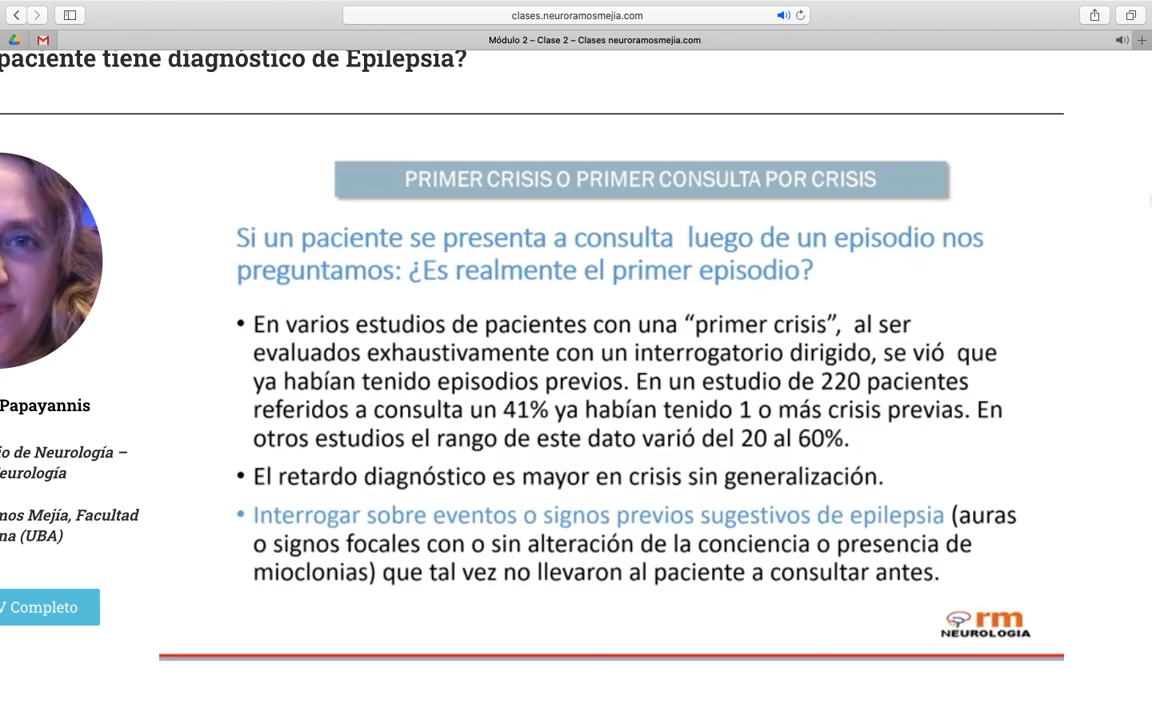 clases.neuroramosmejia.com
Módulo 2 – Clase 2 – Clases neuroramosmejia.com
paciente tiene diagnóstico de Epilepsia?
PRIMER CRISIS O PRIMER CONSULTA POR CRISIS
Si un paciente se presenta a consulta luego de un episodio nos
preguntamos: ¿Es realmente el primer episodio?
• En varios estudios de pacientes con una “primer crisis”, al ser
evaluados exhaustivamente con un interrogatorio dirigido, se vió que
ya habían tenido episodios previos. En un estudio de 220 pacientes
referidos a consulta un 41% ya habían tenido 1 o más crisis previas. En
otros estudios el rango de este dato varió del 20 al 60%.
• El retardo diagnóstico es mayor en crisis sin generalización.
• Interrogar sobre eventos o signos previos sugestivos de epilepsia (auras
o signos focales con o sin alteración de la conciencia o presencia de
mioclonias) que tal vez no llevaron al paciente a consultar antes.
rm
NEUROLOGIA
Papayannis
io de Neurología –
eurología
mos Mejía, Facultad
na (UBA)
V Completo